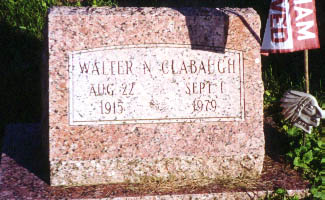 WALTER N CLABAUGH
AUG 22 SEPT 1
1915 1979